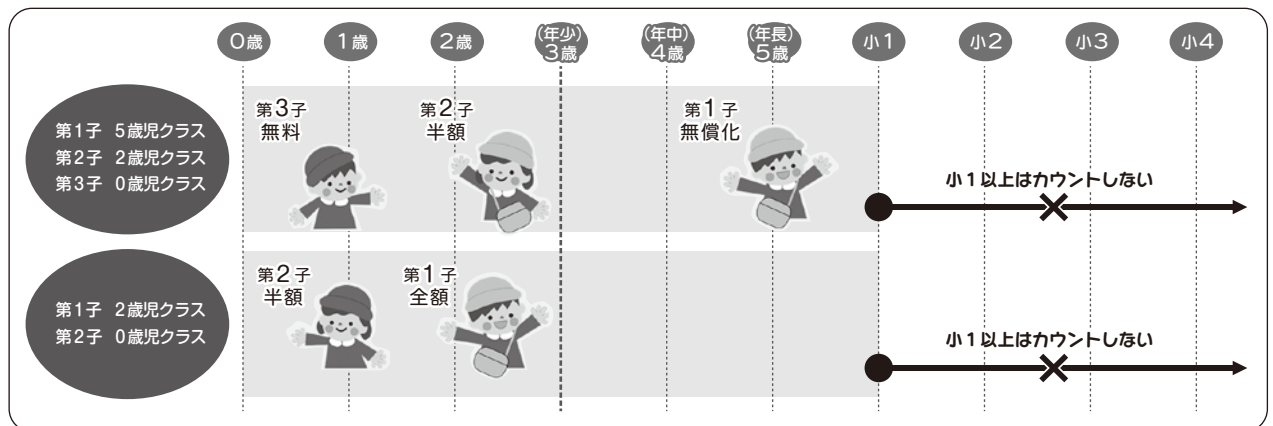 0歳
1歳
2歳
(年少)
3歳
(年中)
4歳
(年長)
5歳
小1
小2
小3
小4
第1子 5歳児クラス
第2子 2歳児クラス
第3子 0歳児クラス
第3子
無料
第2子
半額
第1子
無償化
小1以上はカウントしない
第1子 2歳児クラス
第2子 0歳児クラス
第2子
半額
第1子
全額
小1以上はカウントしない